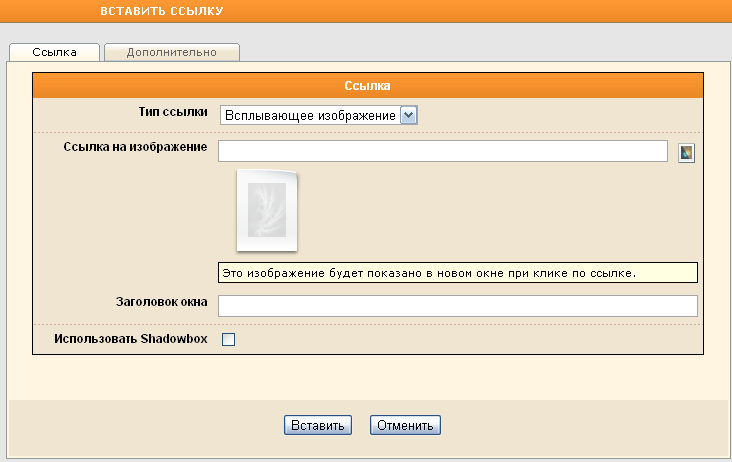 ВСТАВИТЬ ССЫЛКУ
Ссылка Дополнительно
Ссылка
Тип ссылки Всплывающее изображение
Ссылка на изображение
Это изображение будет показано в новом окне при клике по ссылке.
Заголовок окна
Использовать Shadowbox
Вставить Отменить